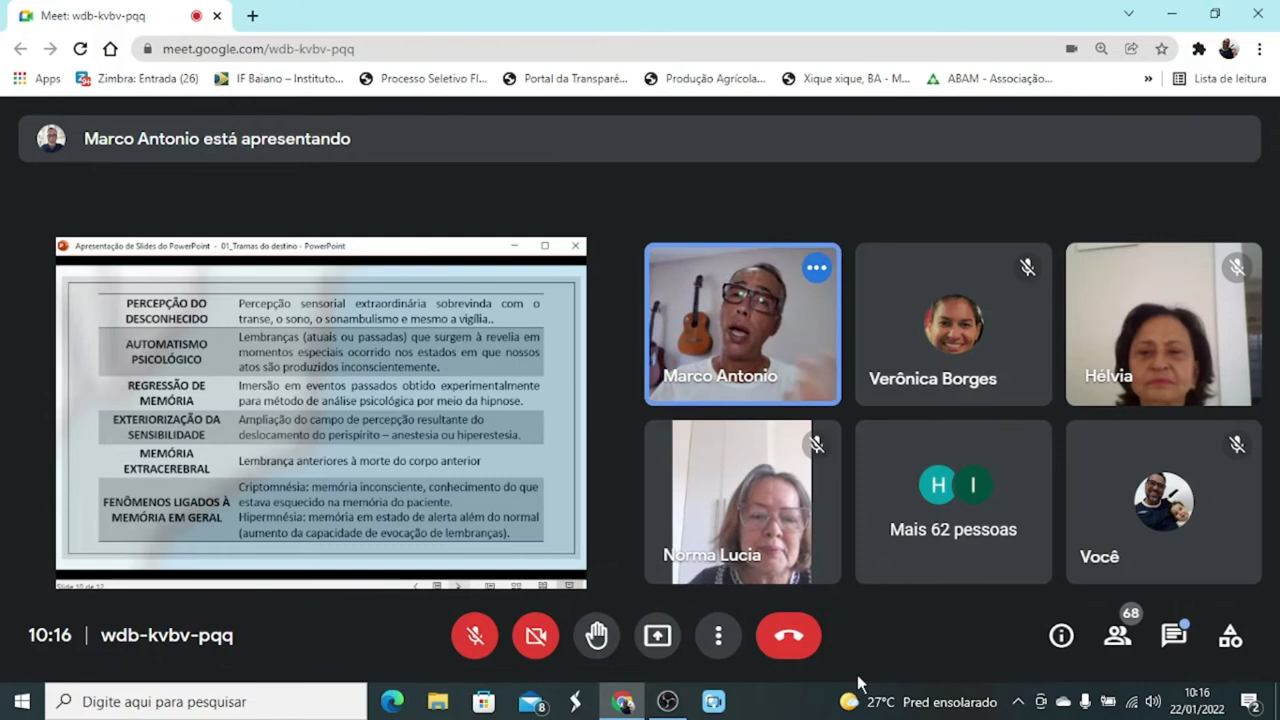 Meet: wdb-kvbv-pqq
meet.google.com/wdb-kvbv-pqq
Apps
Zimbra: Entrada (26)
IF Baiano – Instituto...
Processo Seletivo Fl...
Portal da Transparê...
Produção Agrícola...
Xique xique, BA - M...
ABAM - Associação...
»
Lista de leitura
Marco Antonio está apresentando
Apresentação de Slides do PowerPoint - 01_Tramas do destino - PowerPoint
PERCEPÇÃO DO
DESCONHECIDO
Percepção sensorial extraordinária sobrevinda com o
transe, o sono, o sonambulismo e mesmo a vigília..
AUTOMATISMO
PSICOLÓGICO
Lembranças (atuais ou passadas) que surgem à revelia em
momentos especiais ocorrido nos estados em que nossos
atos são produzidos inconscientemente.
REGRESSÃO DE
MEMÓRIA
Imersão em eventos passados obtido experimentalmente
para método de análise psicológica por meio da hipnose.
EXTERIORIZAÇÃO DA
SENSIBILIDADE
Ampliação do campo de percepção resultante do
deslocamento do perispírito – anestesia ou hiperestesia.
MEMÓRIA
EXTRACEREBRAL
Lembrança anteriores à morte do corpo anterior
FENÔMENOS LIGADOS À
MEMÓRIA EM GERAL
Criptomnésia: memória inconsciente, conhecimento do que
estava esquecido na memória do paciente.
Hipermnésia: memória em estado de alerta além do normal
(aumento da capacidade de evocação de lembranças).
Slide 10 de 12
Marco Antonio
Verônica Borges
Hélvia
Norma Lucia
H
I
Mais 62 pessoas
Você
10:16 | wdb-kvbv-pqq
68
Digite aqui para pesquisar
8
27°C Pred ensolarado
10:16
22/01/2022
2